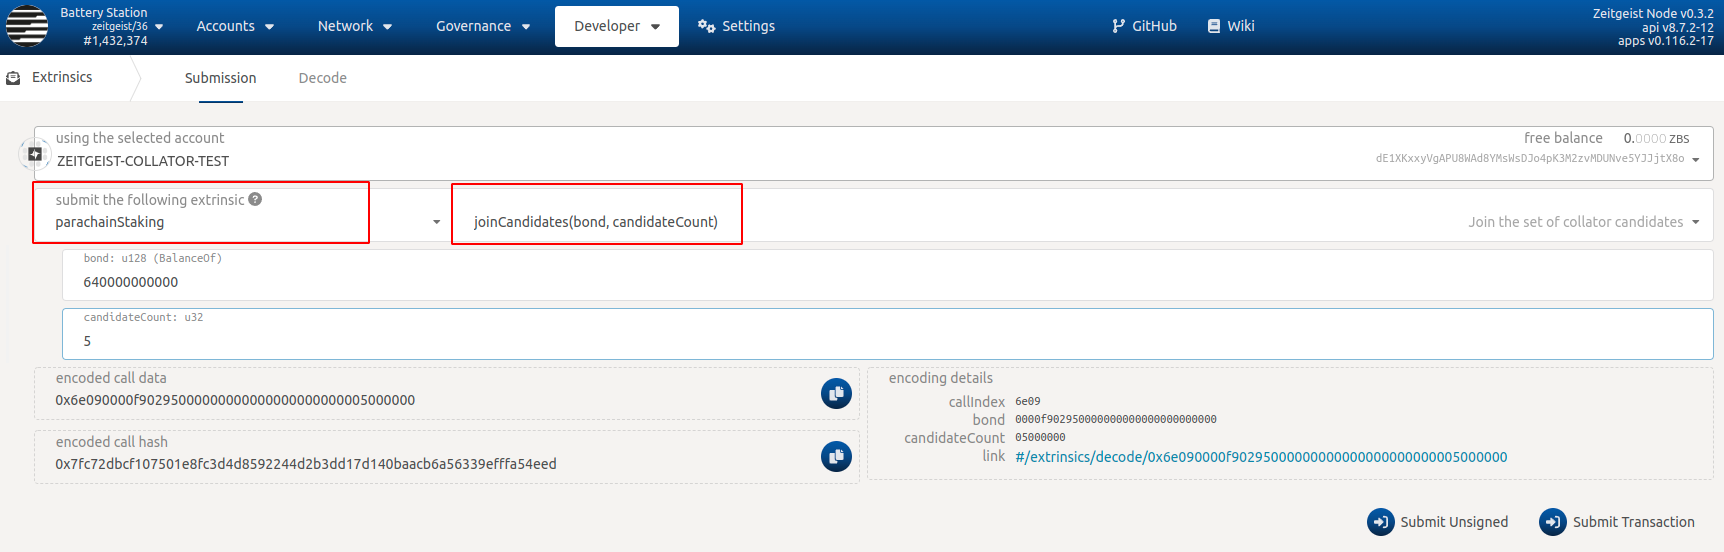 Battery Station
zeitgeist/36
#1,432,374
Accounts
Network
Governance
Developer
Settings
GitHub
Wiki
Zeitgeist Node v0.3.2
api v8.7.2-12
apps v0.116.2-17
Extrinsics
Submission
Decode
using the selected account
ZEITGEIST-COLLATOR-TEST
free balance 0.0000 ZBS
dE1XKxxyVgAPU8WAd8YMsWsDJo4pK3M2zvMDUNve5YJJjtX8o
submit the following extrinsic ?
parachainStaking
joinCandidates(bond, candidateCount)
Join the set of collator candidates
bond: u128 (BalanceOf)
640000000000
candidateCount: u32
5
encoded call data
0x6e090000f90295000000000000000000000005000000
encoded call hash
0x7fc72dbcf107501e8fc3d4d8592244d2b3dd17d140baacb6a56339efffa54eed
encoding details
callIndex 6e09
bond 0000f902950000000000000000000000
candidateCount 05000000
link #/extrinsics/decode/0x6e090000f90295000000000000000000000005000000
Submit Unsigned
Submit Transaction